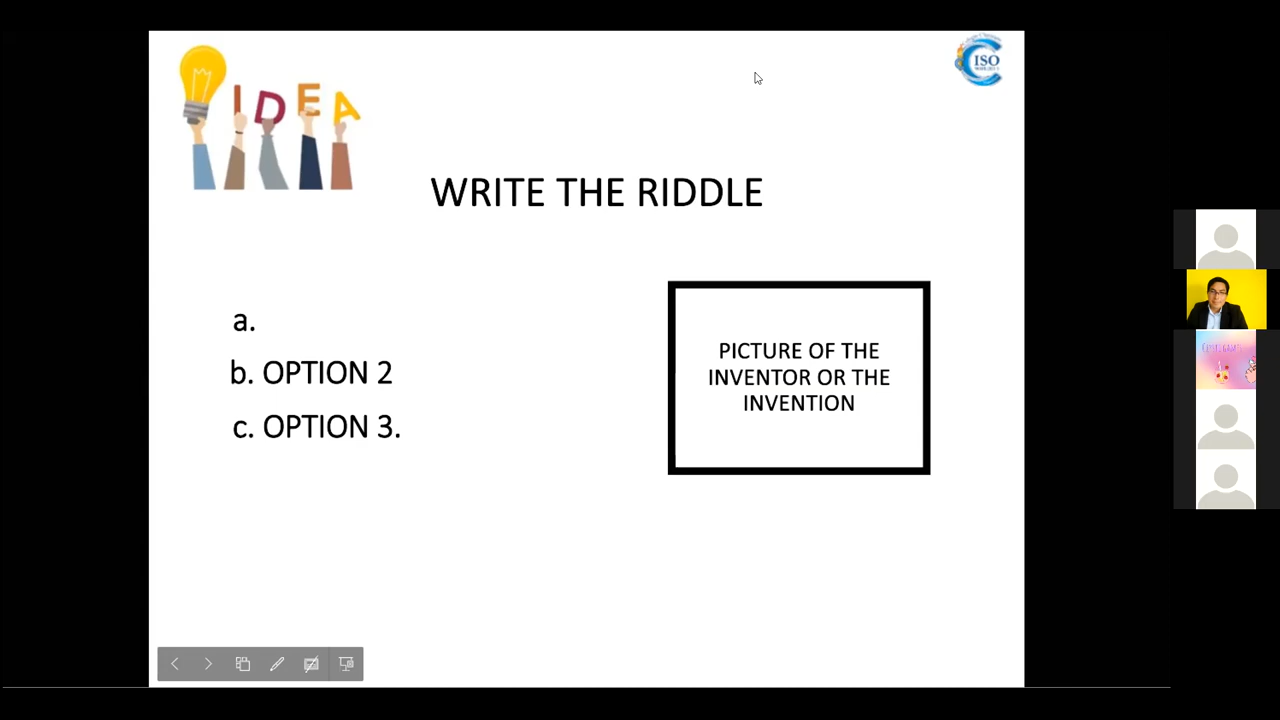 IDEA
ISO
WRITE THE RIDDLE
a.
b. OPTION 2
c. OPTION 3.
PICTURE OF THE
INVENTOR OR THE
INVENTION